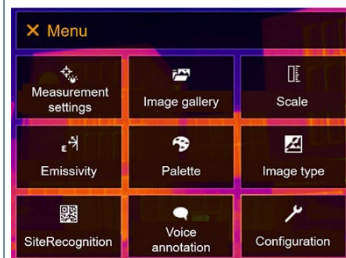 × Menu
Measurement
settings
Image gallery
Scale
ε
Emissivity
Palette
Image type
SiteRecognition
Voice
annotation
Configuration